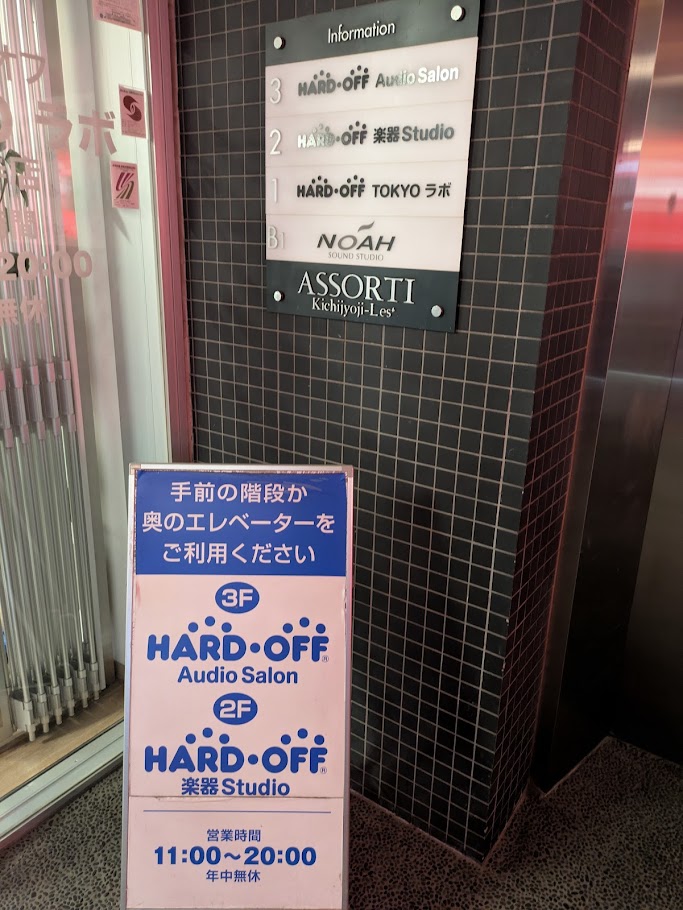 Information
3 HARD・OFF Audio Salon
2 HARD・OFF 楽器Studio
1 HARD・OFF TOKYO ラボ
B1 NOAH
SOUND STUDIO
ASSORTI
Kichijyoji-Les+
ラボ
店
間
20:00
無休
手前の階段か
奥のエレベーターを
ご利用ください
3F
HARD・OFF®
Audio Salon
2F
HARD・OFF®
楽器Studio
営業時間
11:00～20:00
年中無休